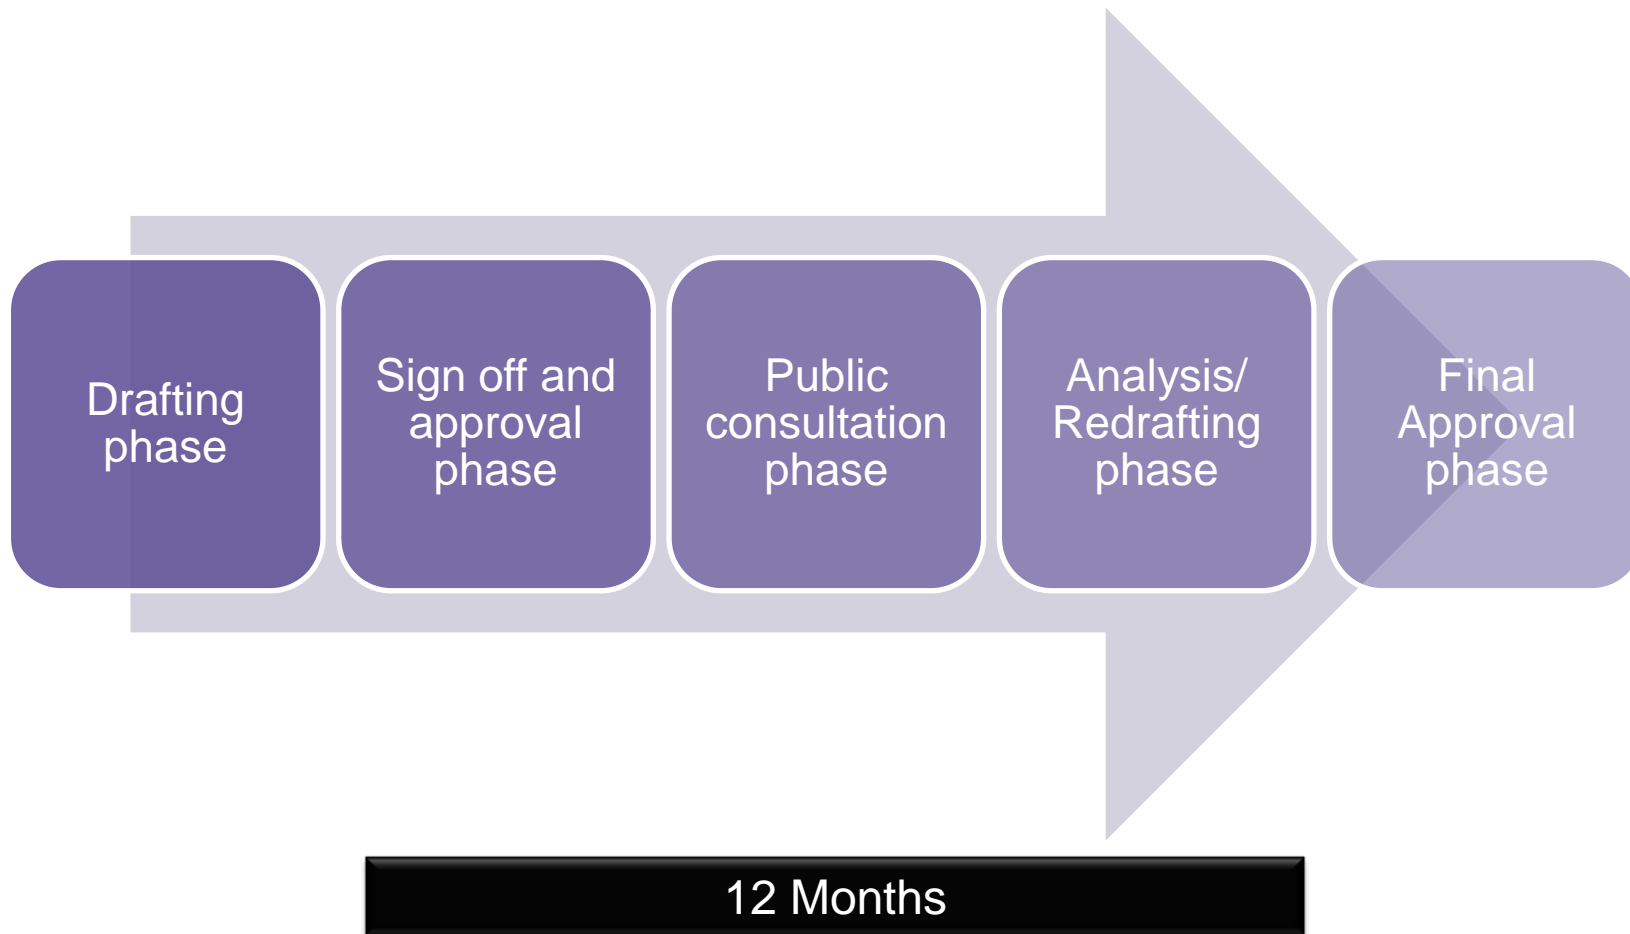 Drafting
phase
Sign off and
approval
phase
Public
consultation
phase
Analysis/
Redrafting
phase
Final
Approval
phase
12 Months